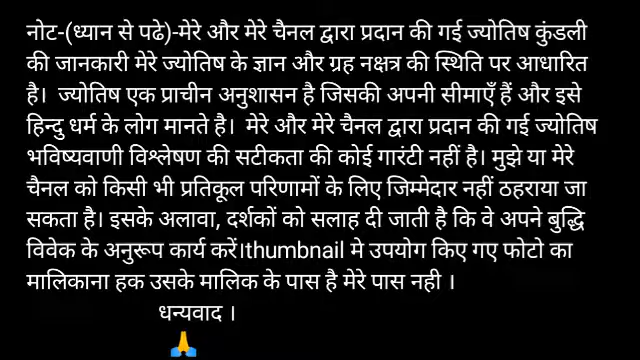 नोट-(ध्यान से पढे)-मेरे और मेरे चैनल द्वारा प्रदान की गई ज्योतिष कुंडली
की जानकारी मेरे ज्योतिष के ज्ञान और ग्रह नक्षत्र की स्थिति पर आधारित
है। ज्योतिष एक प्राचीन अनुशासन है जिसकी अपनी सीमाएँ हैं और इसे
हिन्दु धर्म के लोग मानते है। मेरे और मेरे चैनल द्वारा प्रदान की गई ज्योतिष
भविष्यवाणी विश्लेषण की सटीकता की कोई गारंटी नहीं है। मुझे या मेरे
चैनल को किसी भी प्रतिकूल परिणामों के लिए जिम्मेदार नहीं ठहराया जा
सकता है। इसके अलावा, दर्शकों को सलाह दी जाती है कि वे अपने बुद्धि
विवेक के अनुरूप कार्य करें।thumbnail मे उपयोग किए गए फोटो का
मालिकाना हक उसके मालिक के पास है मेरे पास नही ।
धन्यवाद ।
🙏